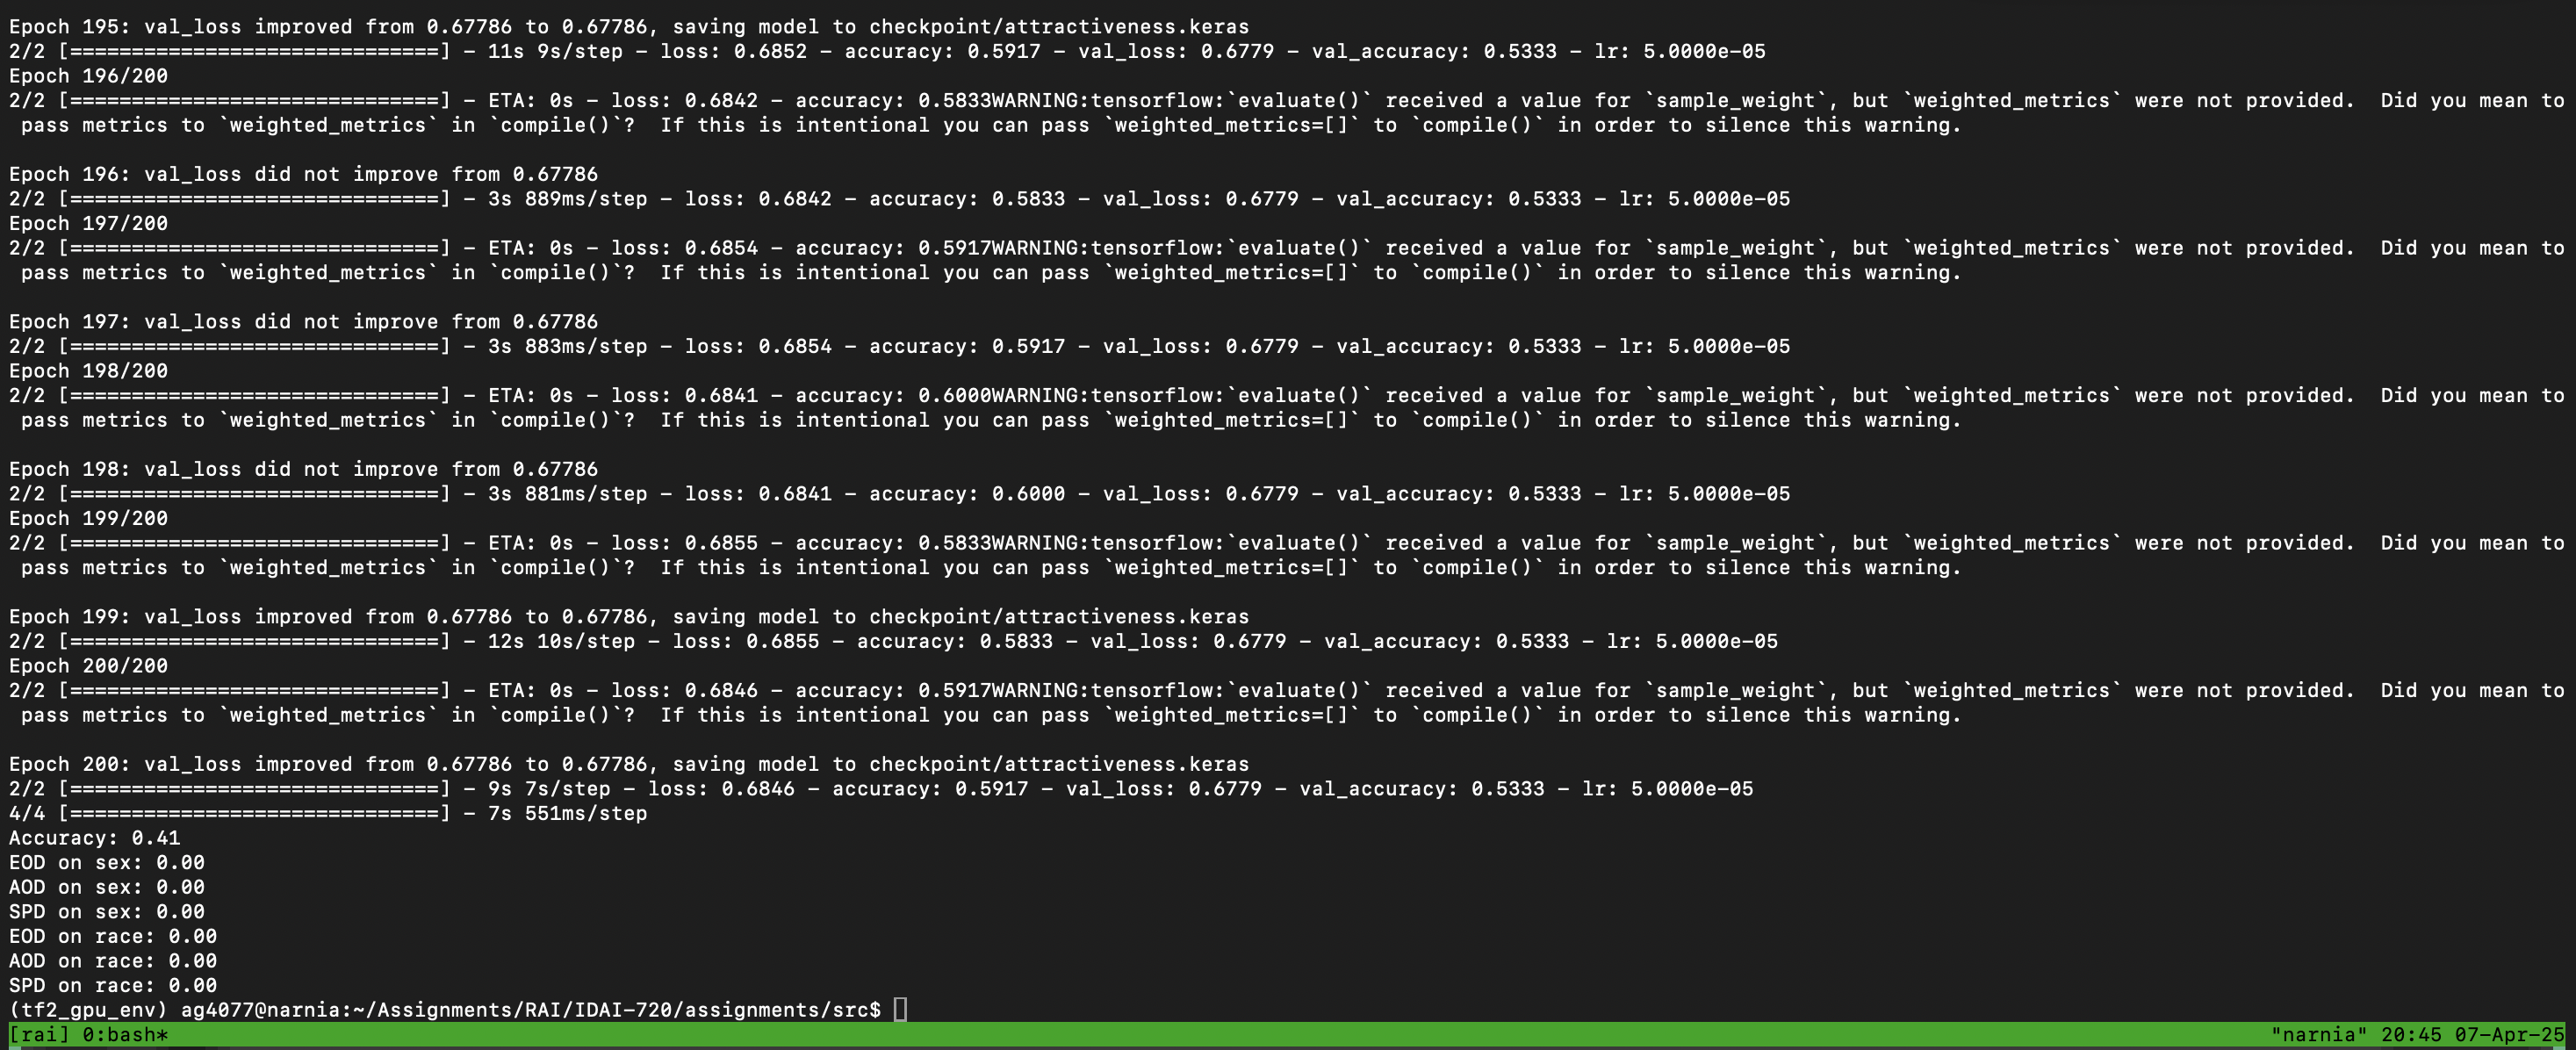 Epoch 195: val_loss improved from 0.67786 to 0.67786, saving model to checkpoint/attractiveness.keras
2/2 [==============================] - 11s 9s/step - loss: 0.6852 - accuracy: 0.5917 - val_loss: 0.6779 - val_accuracy: 0.5333 - lr: 5.0000e-05
Epoch 196/200
2/2 [==============================] - ETA: 0s - loss: 0.6842 - accuracy: 0.5833WARNING:tensorflow:`evaluate()` received a value for `sample_weight`, but `weighted_metrics` were not provided.  Did you mean to
 pass metrics to `weighted_metrics` in `compile()`?  If this is intentional you can pass `weighted_metrics=[]` to `compile()` in order to silence this warning.

Epoch 196: val_loss did not improve from 0.67786
2/2 [==============================] - 3s 889ms/step - loss: 0.6842 - accuracy: 0.5833 - val_loss: 0.6779 - val_accuracy: 0.5333 - lr: 5.0000e-05
Epoch 197/200
2/2 [==============================] - ETA: 0s - loss: 0.6854 - accuracy: 0.5917WARNING:tensorflow:`evaluate()` received a value for `sample_weight`, but `weighted_metrics` were not provided.  Did you mean to
 pass metrics to `weighted_metrics` in `compile()`?  If this is intentional you can pass `weighted_metrics=[]` to `compile()` in order to silence this warning.

Epoch 197: val_loss did not improve from 0.67786
2/2 [==============================] - 3s 883ms/step - loss: 0.6854 - accuracy: 0.5917 - val_loss: 0.6779 - val_accuracy: 0.5333 - lr: 5.0000e-05
Epoch 198/200
2/2 [==============================] - ETA: 0s - loss: 0.6841 - accuracy: 0.6000WARNING:tensorflow:`evaluate()` received a value for `sample_weight`, but `weighted_metrics` were not provided.  Did you mean to
 pass metrics to `weighted_metrics` in `compile()`?  If this is intentional you can pass `weighted_metrics=[]` to `compile()` in order to silence this warning.

Epoch 198: val_loss did not improve from 0.67786
2/2 [==============================] - 3s 881ms/step - loss: 0.6841 - accuracy: 0.6000 - val_loss: 0.6779 - val_accuracy: 0.5333 - lr: 5.0000e-05
Epoch 199/200
2/2 [==============================] - ETA: 0s - loss: 0.6855 - accuracy: 0.5833WARNING:tensorflow:`evaluate()` received a value for `sample_weight`, but `weighted_metrics` were not provided.  Did you mean to
 pass metrics to `weighted_metrics` in `compile()`?  If this is intentional you can pass `weighted_metrics=[]` to `compile()` in order to silence this warning.

Epoch 199: val_loss improved from 0.67786 to 0.67786, saving model to checkpoint/attractiveness.keras
2/2 [==============================] - 12s 10s/step - loss: 0.6855 - accuracy: 0.5833 - val_loss: 0.6779 - val_accuracy: 0.5333 - lr: 5.0000e-05
Epoch 200/200
2/2 [==============================] - ETA: 0s - loss: 0.6846 - accuracy: 0.5917WARNING:tensorflow:`evaluate()` received a value for `sample_weight`, but `weighted_metrics` were not provided.  Did you mean to
 pass metrics to `weighted_metrics` in `compile()`?  If this is intentional you can pass `weighted_metrics=[]` to `compile()` in order to silence this warning.

Epoch 200: val_loss improved from 0.67786 to 0.67786, saving model to checkpoint/attractiveness.keras
2/2 [==============================] - 9s 7s/step - loss: 0.6846 - accuracy: 0.5917 - val_loss: 0.6779 - val_accuracy: 0.5333 - lr: 5.0000e-05
4/4 [==============================] - 7s 551ms/step
Accuracy: 0.41
EOD on sex: 0.00
AOD on sex: 0.00
SPD on sex: 0.00
EOD on race: 0.00
AOD on race: 0.00
SPD on race: 0.00
(tf2_gpu_env) ag4077@narnia:~/Assignments/RAI/IDAI-720/assignments/src$
[rai] 0:bash* "narnia" 20:45 07-Apr-25